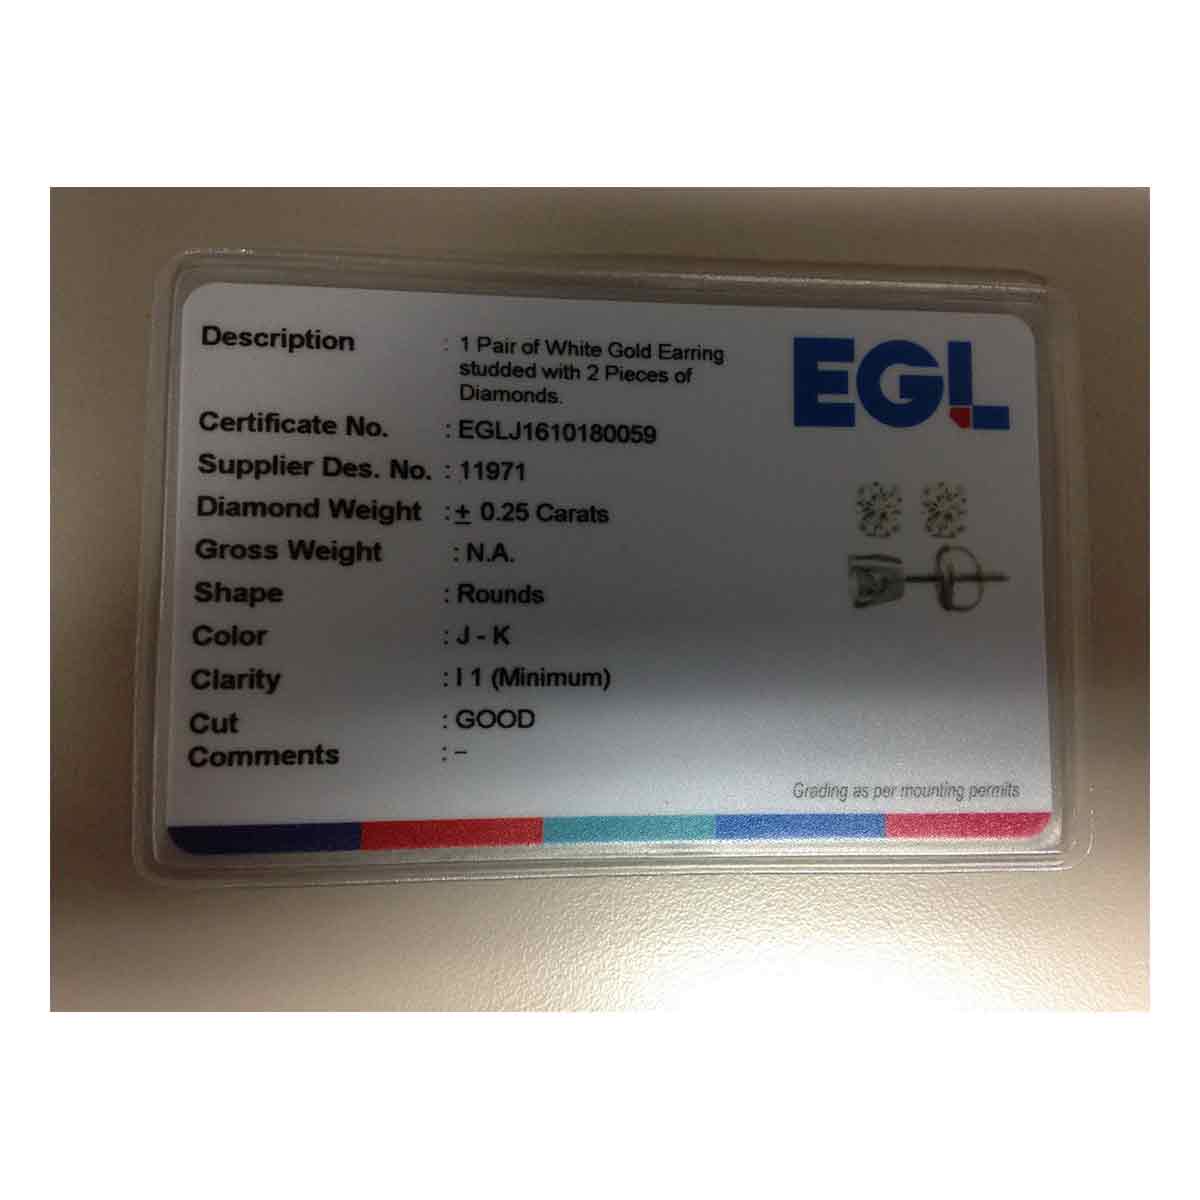 Description : 1 Pair of White Gold Earring
studded with 2 Pieces of
Diamonds.
EGL
Certificate No. : EGLJ1610180059
Supplier Des. No. : 11971
Diamond Weight : ± 0.25 Carats
Gross Weight : N.A.
Shape : Rounds
Color : J - K
Clarity : I 1 (Minimum)
Cut : GOOD
Comments : –
Grading as per mounting permits